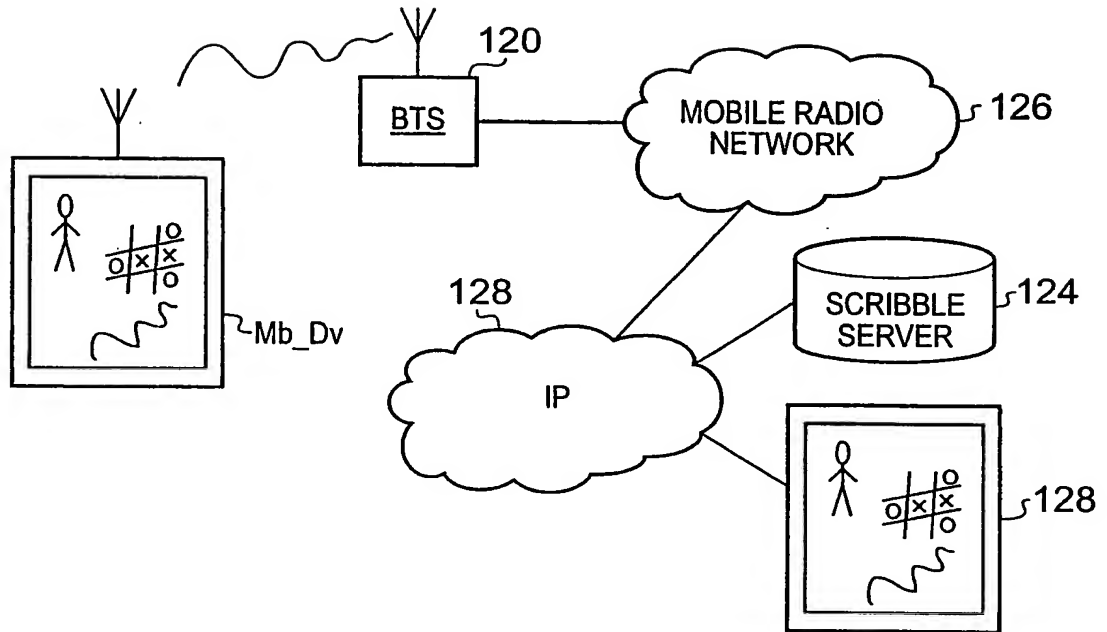 120
BTS
MOBILE RADIO
NETWORK
126
O
O X X
O
Mb_Dv
128
IP
SCRIBBLE
SERVER
124
O
O X X
O
128